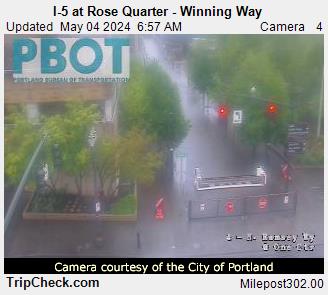 I-5 at Rose Quarter - Winning Way
Updated May 04 2024 6:57 AM Camera 4
PBOT
PORTLAND BUREAU OF TRANSPORTATION
Camera courtesy of the City of Portland
TripCheck.com Milepost302.00